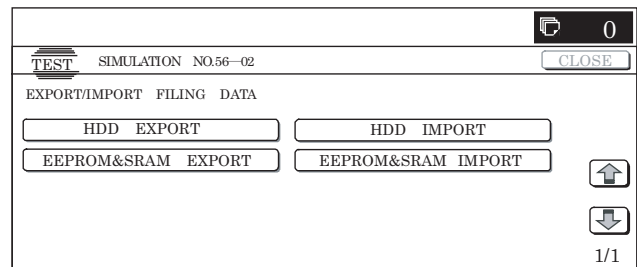 0
TEST SIMULATION NO.56—02 CLOSE
EXPORT/IMPORT FILING DATA
HDD EXPORT HDD IMPORT
EEPROM&SRAM EXPORT EEPROM&SRAM IMPORT
1/1